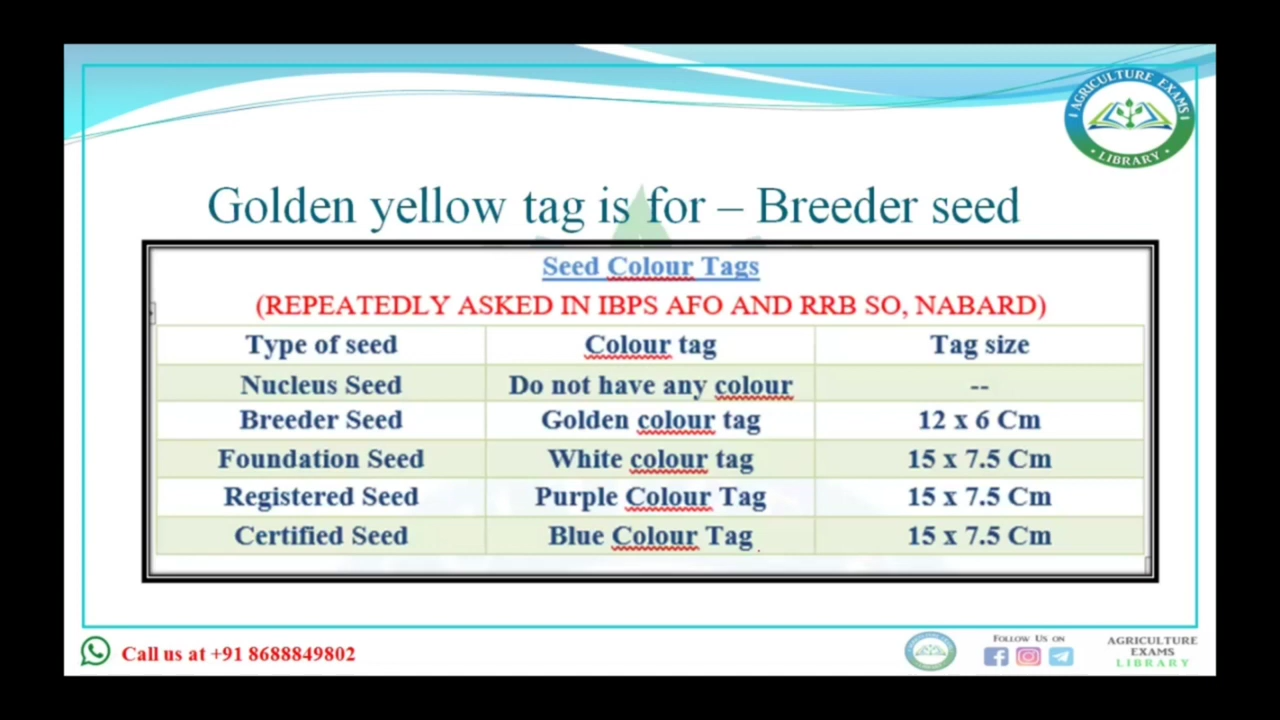 AGRICULTURE EXAMS
LIBRARY
Golden yellow tag is for – Breeder seed
Seed Colour Tags
(REPEATEDLY ASKED IN IBPS AFO AND RRB SO, NABARD)
Type of seed Colour tag Tag size
Nucleus Seed Do not have any colour --
Breeder Seed Golden colour tag 12 x 6 Cm
Foundation Seed White colour tag 15 x 7.5 Cm
Registered Seed Purple Colour Tag 15 x 7.5 Cm
Certified Seed Blue Colour Tag 15 x 7.5 Cm
Call us at +91 8688849802
FOLLOW US ON
AGRICULTURE
EXAMS
LIBRARY